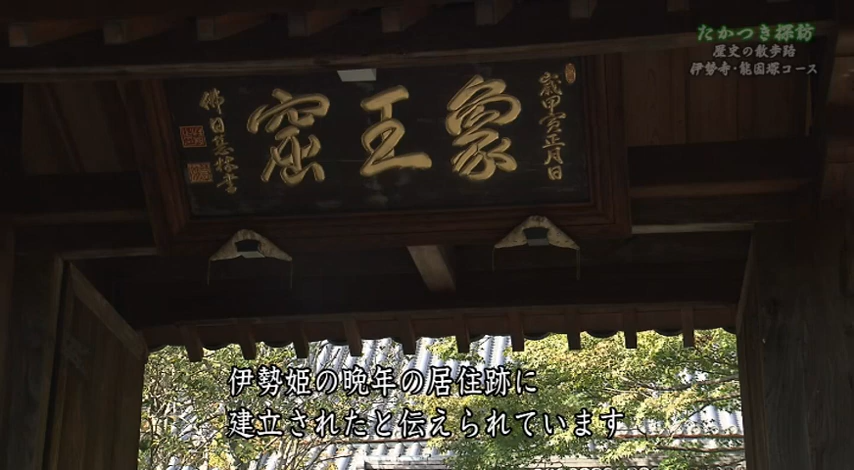 たかつき探訪
歴史の散歩路
伊勢寺・能因塚コース
象王窟
伊勢姫の晩年の居住跡に
建立されたと伝えられています